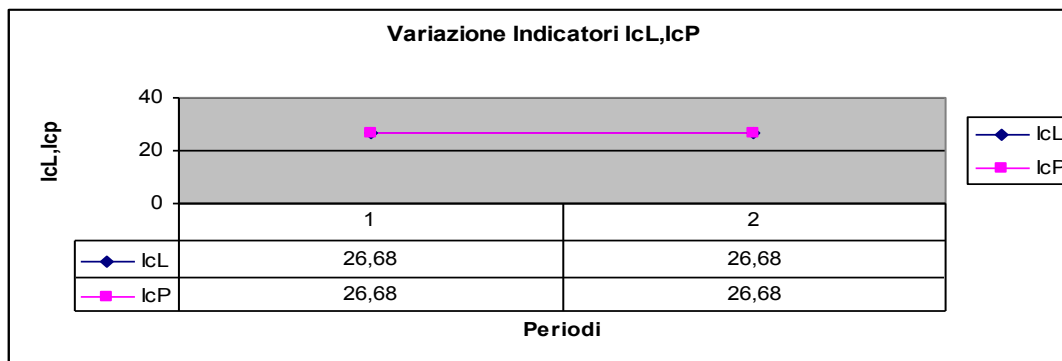 Variazione Indicatori IcL,IcP
IcL,Icp
40
20
0
1 2
IcL 26,68 26,68
IcP 26,68 26,68
Periodi
IcL
IcP